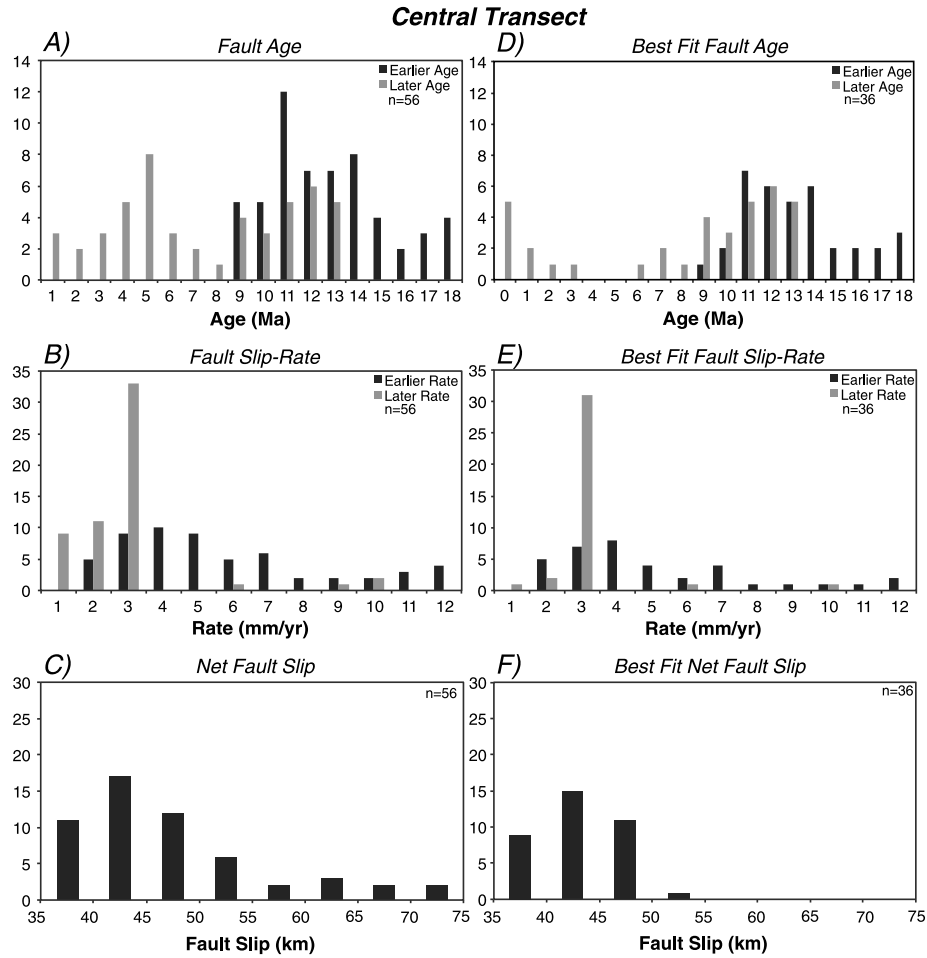 Central Transect
A) Fault Age
14
12
10
8
6
4
2
0
Earlier Age
Later Age
n=56
1 2 3 4 5 6 7 8 9 10 11 12 13 14 15 16 17 18
Age (Ma)
D) Best Fit Fault Age
14
12
10
8
6
4
2
0
Earlier Age
Later Age
n=36
0 1 2 3 4 5 6 7 8 9 10 11 12 13 14 15 16 17 18
Age (Ma)
B) Fault Slip-Rate
35
30
25
20
15
10
5
0
Earlier Rate
Later Rate
n=56
1 2 3 4 5 6 7 8 9 10 11 12
Rate (mm/yr)
E) Best Fit Fault Slip-Rate
35
30
25
20
15
10
5
0
Earlier Rate
Later Rate
n=36
1 2 3 4 5 6 7 8 9 10 11 12
Rate (mm/yr)
C) Net Fault Slip
30
25
20
15
10
5
0
n=56
35 40 45 50 55 60 65 70 75
Fault Slip (km)
F) Best Fit Net Fault Slip
30
25
20
15
10
5
0
n=36
35 40 45 50 55 60 65 70 75
Fault Slip (km)